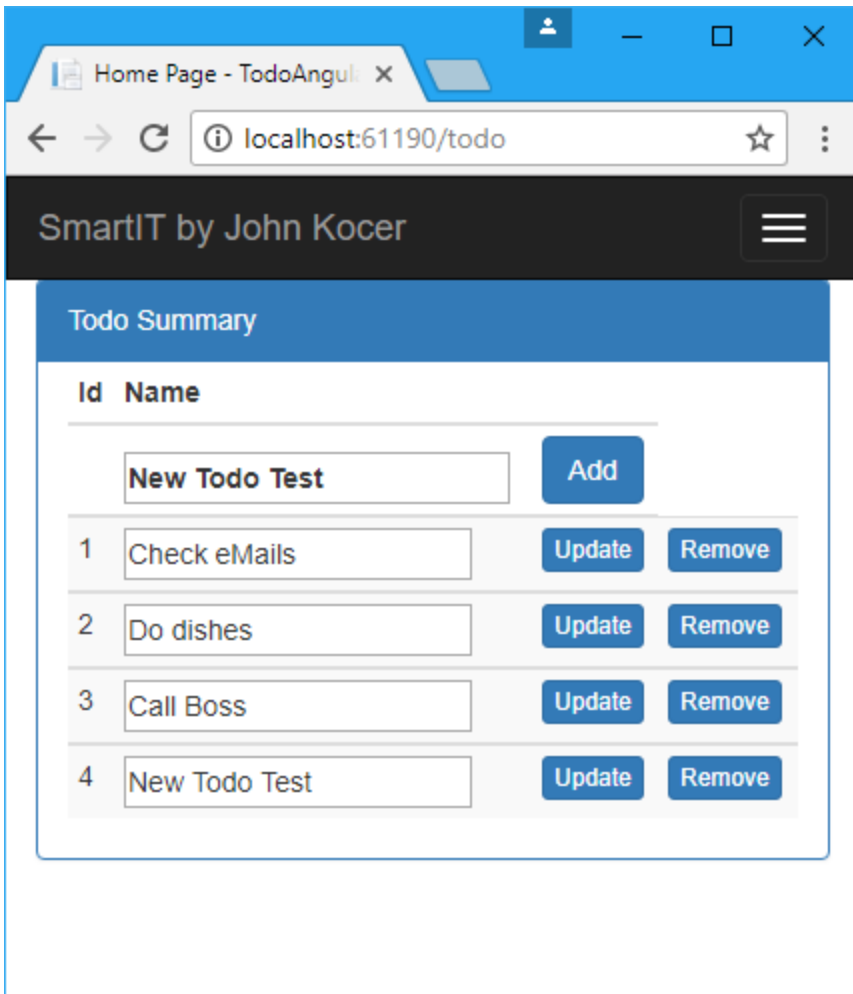 Home Page - TodoAngul
localhost:61190/todo
SmartIT by John Kocer
Todo Summary
Id Name
New Todo Test Add
1 Check eMails Update Remove
2 Do dishes Update Remove
3 Call Boss Update Remove
4 New Todo Test Update Remove